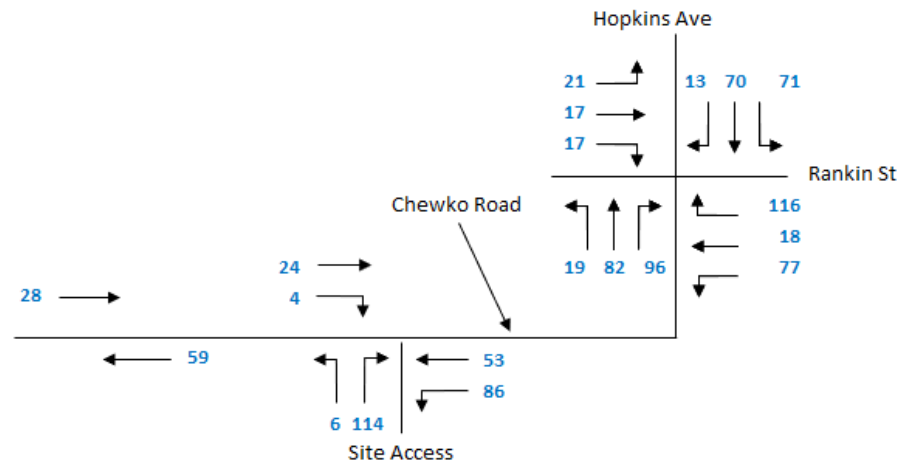 Hopkins Ave
21
13 70 71
17
17
Rankin St
Chewko Road
116
18
19 82 96
77
24
28
4
59
53
86
6 114
Site Access